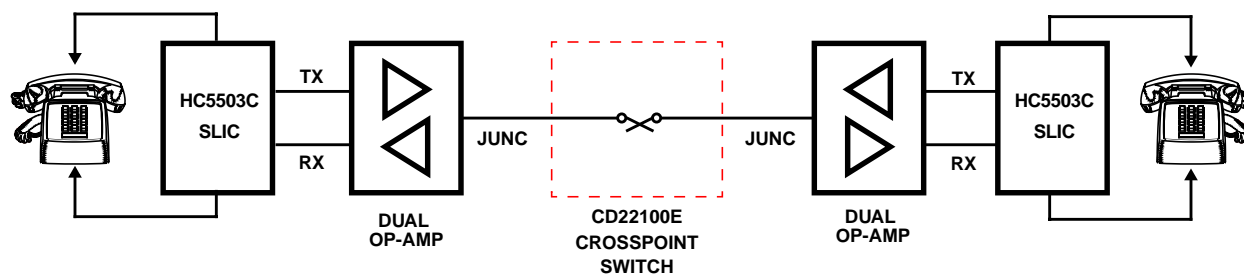 HC5503C
SLIC
TX
RX
DUAL
OP-AMP
JUNC
CD22100E
CROSSPOINT
SWITCH
JUNC
DUAL
OP-AMP
TX
RX
HC5503C
SLIC